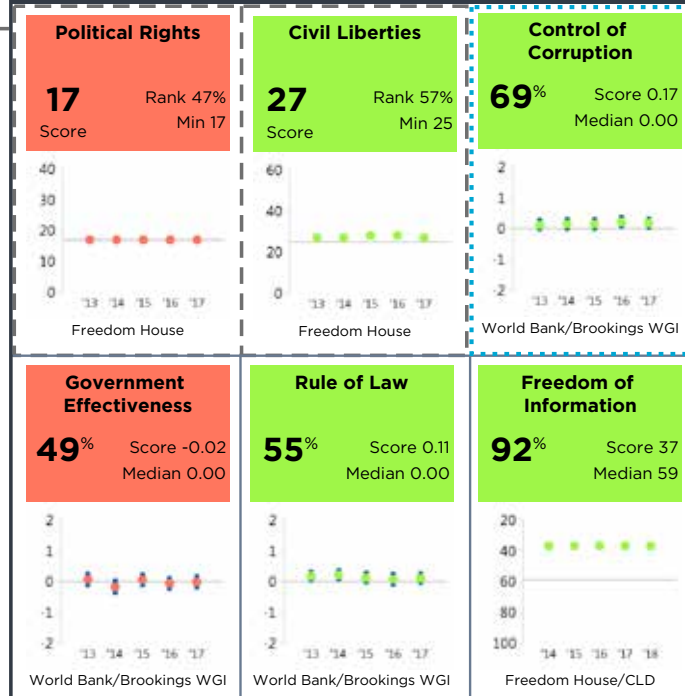 Political Rights
17
Score
Rank 47%
Min 17
40
30
20
10
0
'13 '14 '15 '16 '17
Freedom House
Civil Liberties
27
Score
Rank 57%
Min 25
60
40
20
0
'13 '14 '15 '16 '17
Freedom House
Control of
Corruption
69%
Score 0.17
Median 0.00
2
1
0
-1
-2
'13 '14 '15 '16 '17
World Bank/Brookings WGI
Government
Effectiveness
49%
Score -0.02
Median 0.00
2
1
0
-1
-2
'13 '14 '15 '16 '17
World Bank/Brookings WGI
Rule of Law
55%
Score 0.11
Median 0.00
2
1
0
-1
-2
'13 '14 '15 '16 '17
World Bank/Brookings WGI
Freedom of
Information
92%
Score 37
Median 59
20
40
60
80
100
'14 '15 '16 '17 '18
Freedom House/CLD